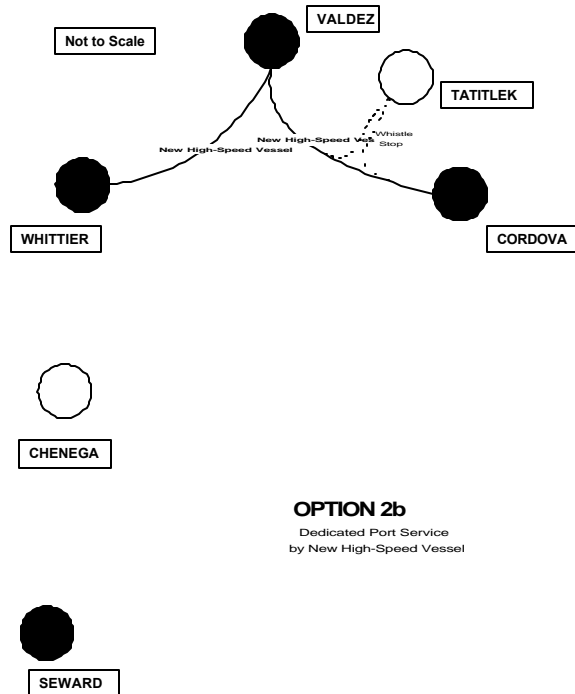 VALDEZ
Not to Scale
TATITLEK
Whistle
Stop
New High-Speed Ves
New High-Speed Vessel
WHITTIER
CORDOVA
CHENEGA
OPTION 2b
Dedicated Port Service
by New High-Speed Vessel
SEWARD